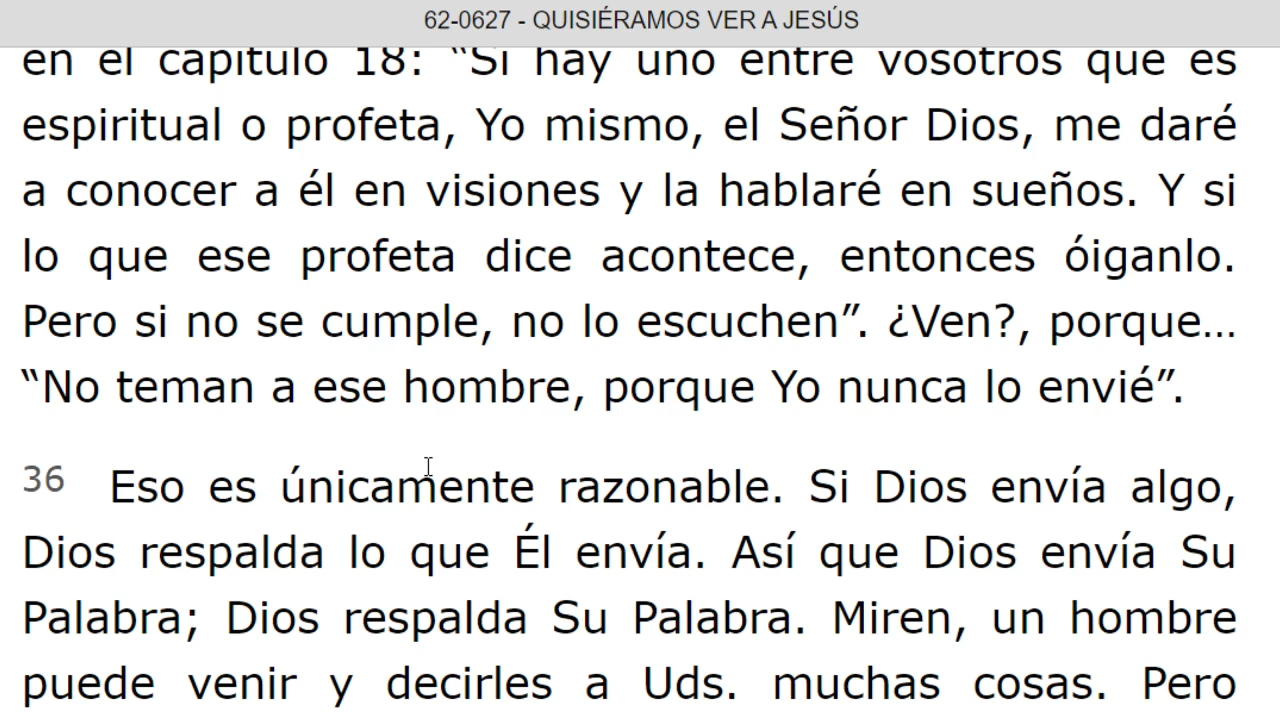 62-0627 - QUISIÉRAMOS VER A JESÚS
en el capítulo 18: “Si hay uno entre vosotros que es
espiritual o profeta, Yo mismo, el Señor Dios, me daré
a conocer a él en visiones y la hablaré en sueños. Y si
lo que ese profeta dice acontece, entonces óiganlo.
Pero si no se cumple, no lo escuchen”. ¿Ven?, porque…
“No teman a ese hombre, porque Yo nunca lo envié”.
36 Eso es únicamente razonable. Si Dios envía algo,
Dios respalda lo que Él envía. Así que Dios envía Su
Palabra; Dios respalda Su Palabra. Miren, un hombre
puede venir y decirles a Uds. muchas cosas. Pero